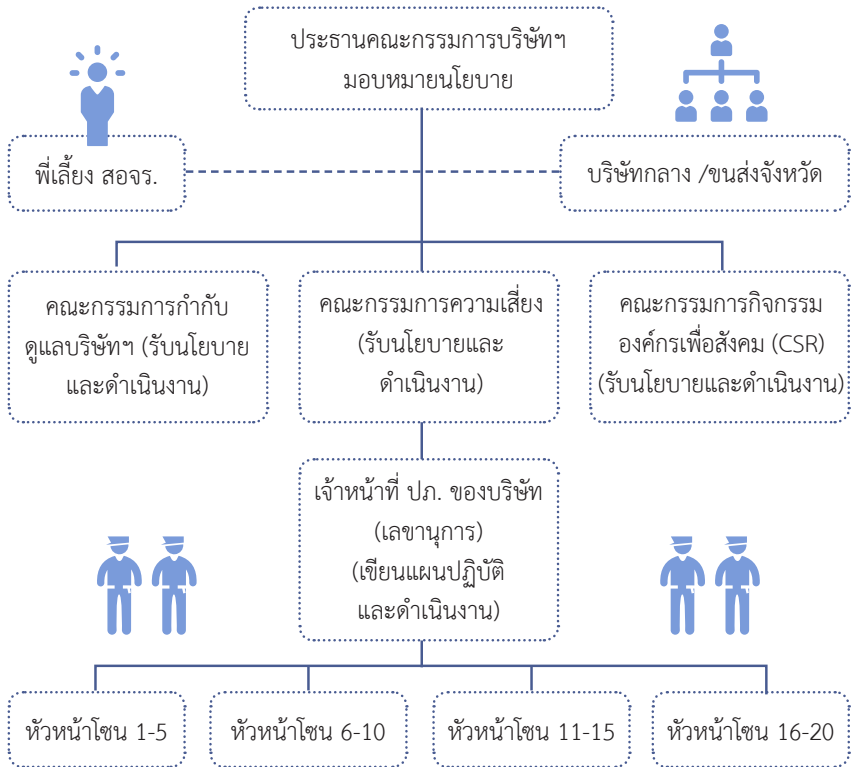 ประธานคณะกรรมการบริษัทฯ
มอบหมายนโยบาย
พี่เลี้ยง สอจร.
บริษัทกลาง /ขนส่งจังหวัด
คณะกรรมการกำกับ
ดูแลบริษัทฯ (รับนโยบาย
และดำเนินงาน)
คณะกรรมการความเสี่ยง
(รับนโยบายและ
ดำเนินงาน)
คณะกรรมการกิจกรรม
องค์กรเพื่อสังคม (CSR)
(รับนโยบายและดำเนินงาน)
เจ้าหน้าที่ ปภ. ของบริษัท
(เลขานุการ)
(เขียนแผนปฏิบัติ
และดำเนินงาน)
หัวหน้าโซน 1-5
หัวหน้าโซน 6-10
หัวหน้าโซน 11-15
หัวหน้าโซน 16-20